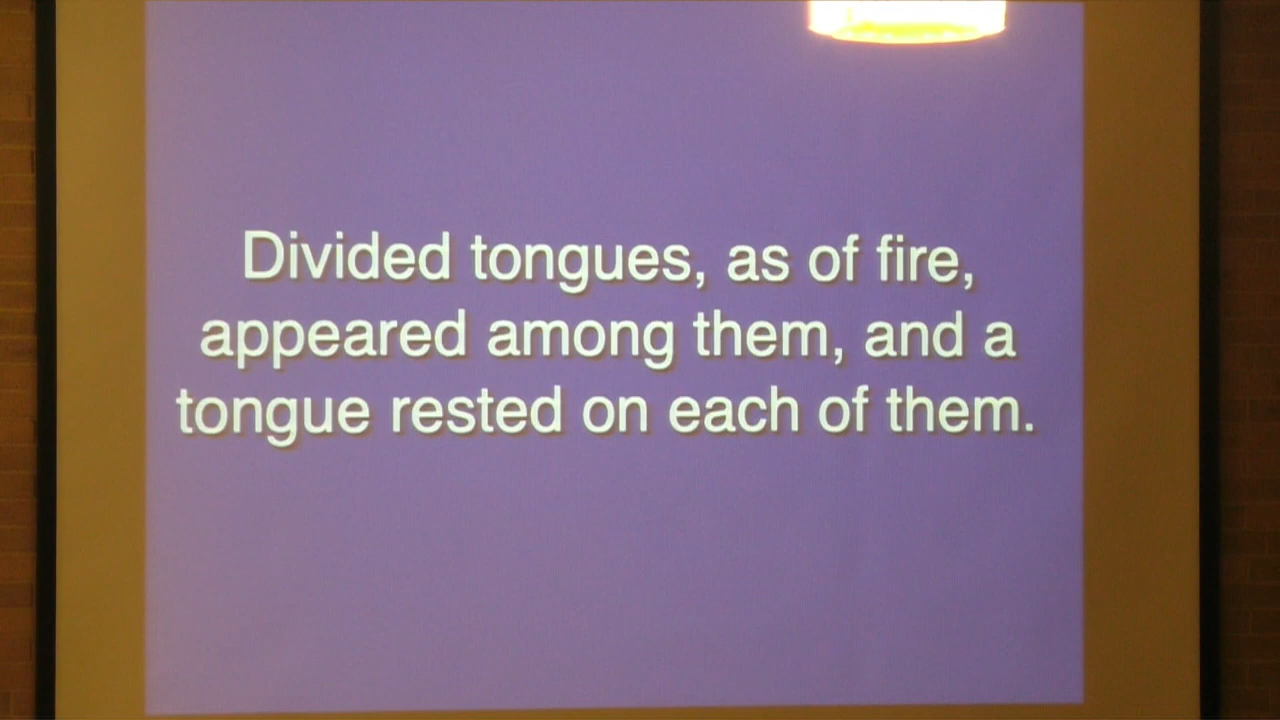 Divided tongues, as of fire,
appeared among them, and a
tongue rested on each of them.